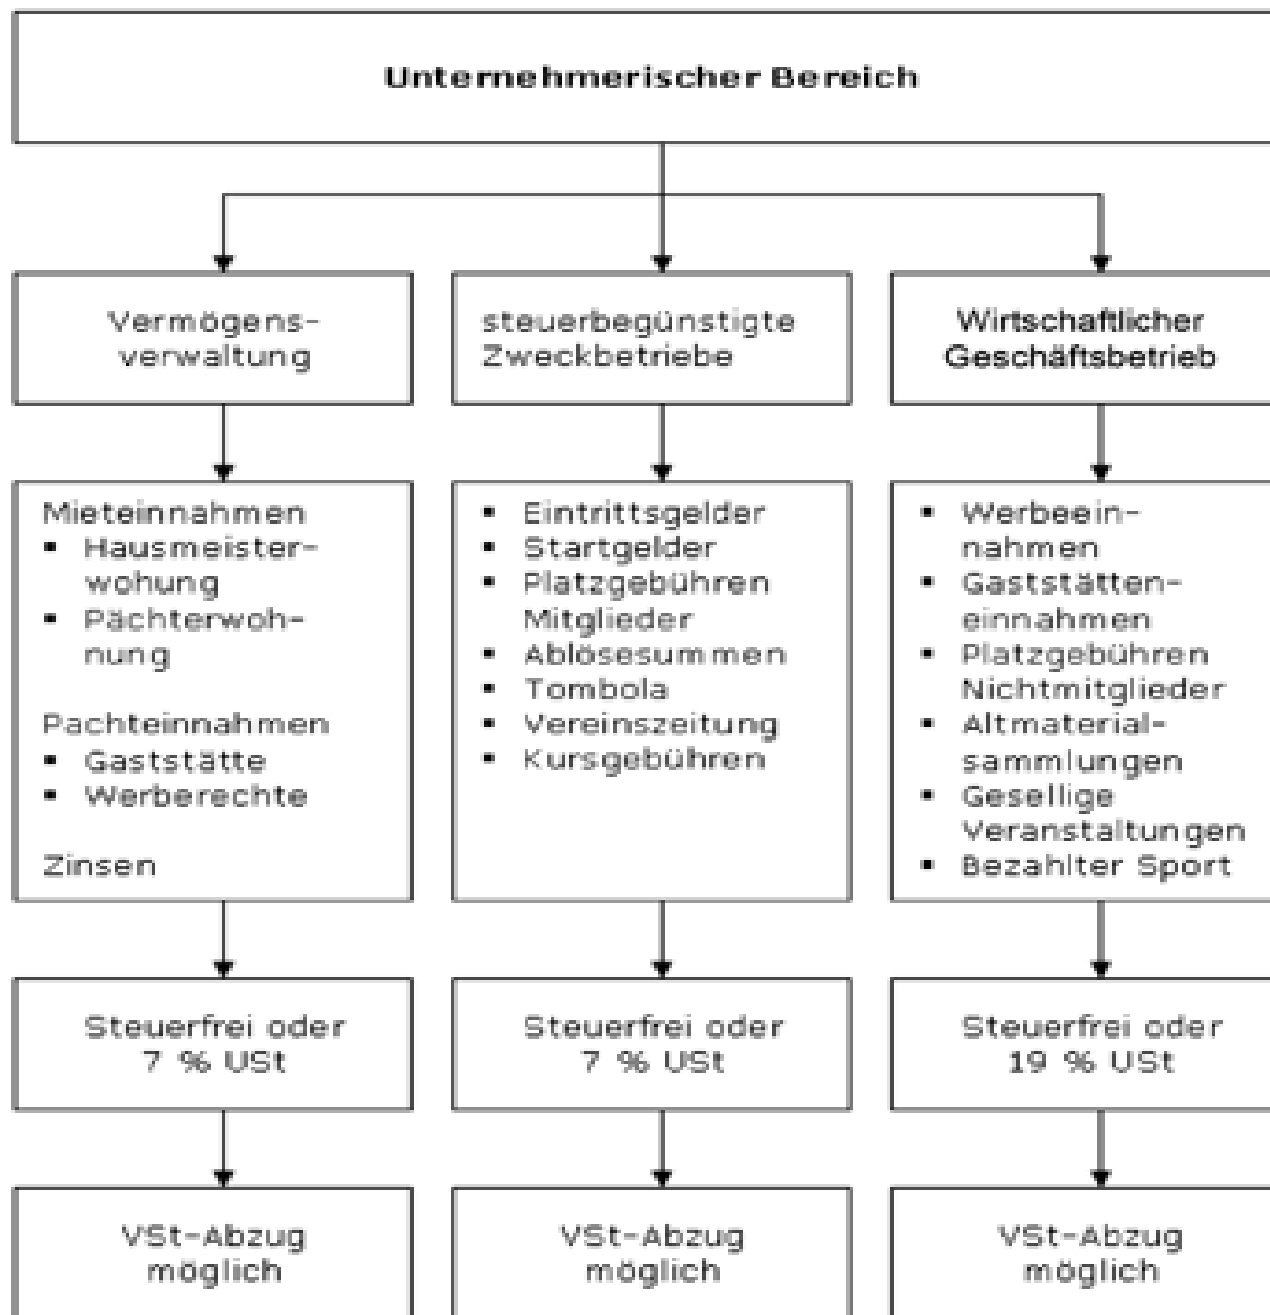 Unternehmerischer Bereich
Vermögens-
verwaltung
steuerbegünstigte
Zweckbetriebe
Wirtschaftlicher
Geschäftsbetrieb
Mieteinnahmen
▪ Hausmeister-
wohung
▪ Pächterwoh-
nung
Pachteinnahmen
▪ Gaststätte
▪ Werberechte
Zinsen
▪ Eintrittsgelder
▪ Startgelder
▪ Platzgebühren
Mitglieder
▪ Ablösesummen
▪ Tombola
▪ Vereinszeitung
▪ Kursgebühren
▪ Werbeein-
nahmen
▪ Gaststätten-
einnahmen
▪ Platzgebühren
Nichtmitglieder
▪ Altmaterial-
sammlungen
▪ Gesellige
Veranstaltungen
▪ Bezahlter Sport
Steuerfrei oder
7 % USt
Steuerfrei oder
7 % USt
Steuerfrei oder
19 % USt
VSt-Abzug
möglich
VSt-Abzug
möglich
VSt-Abzug
möglich